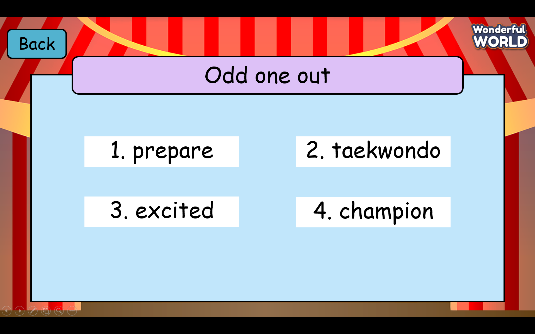 Back
Wonderful
WORLD
Odd one out
1. prepare
2. taekwondo
3. excited
4. champion